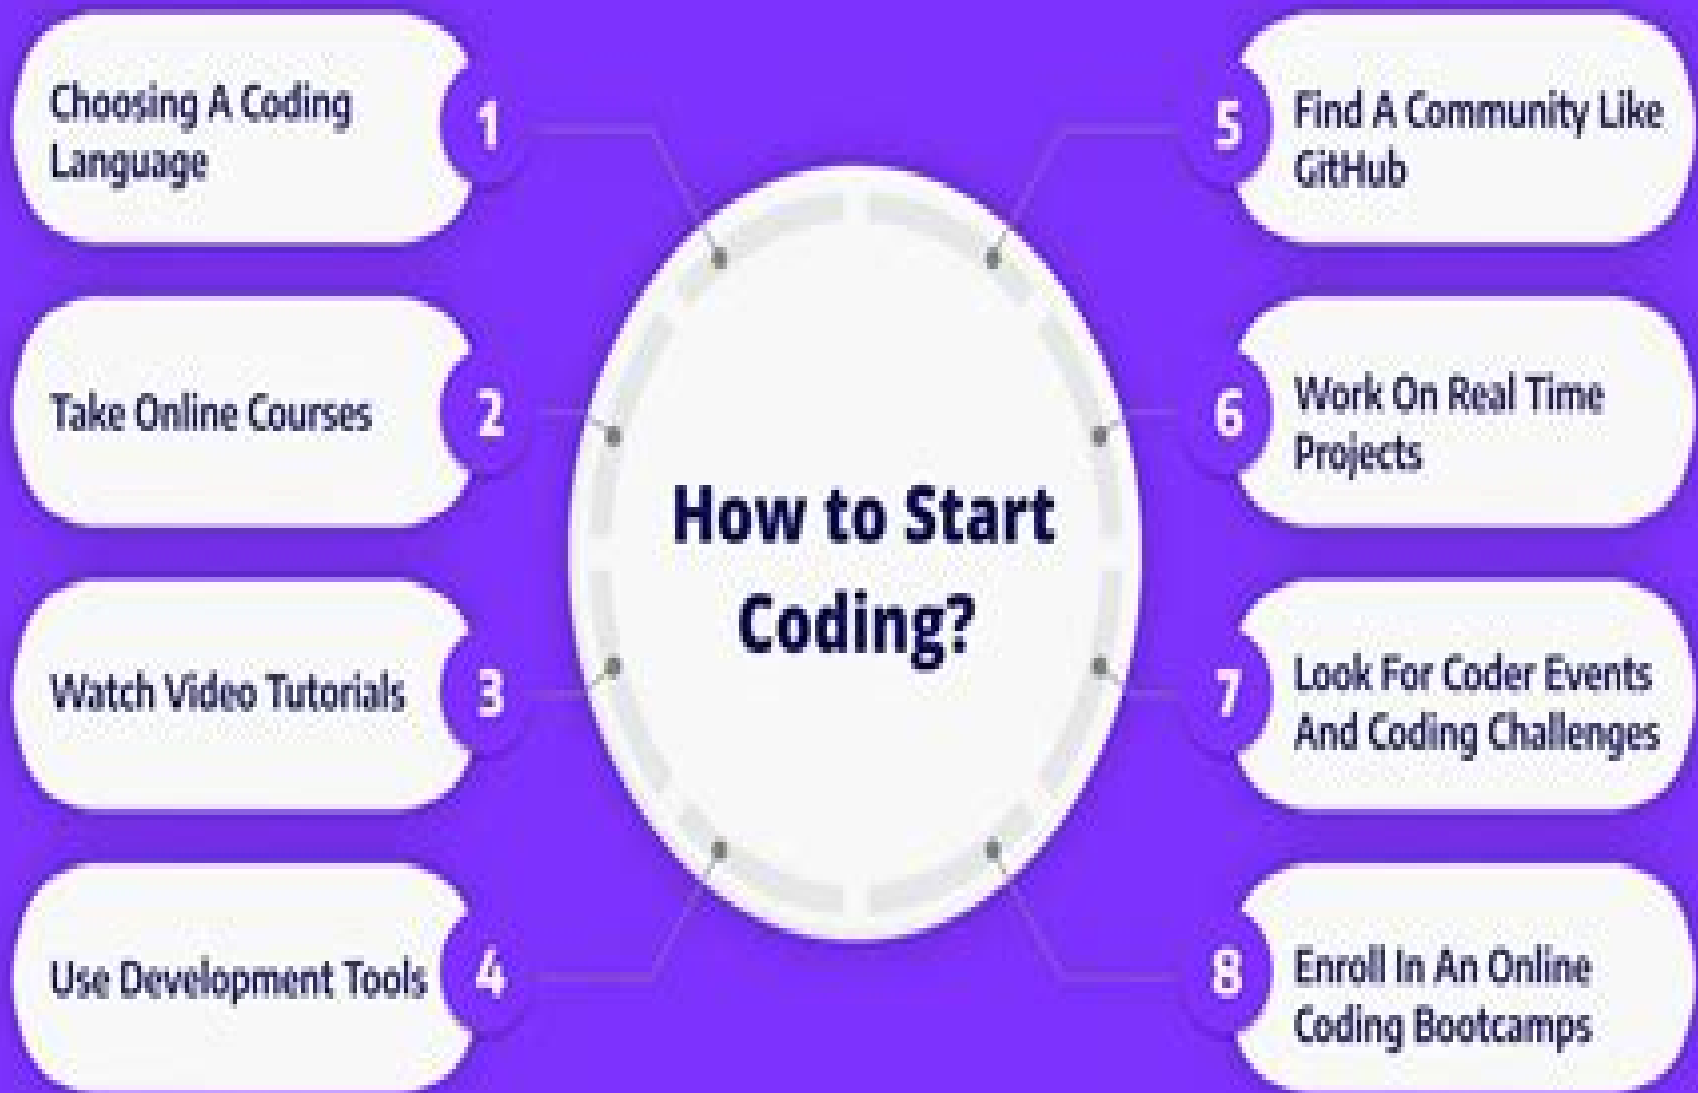 How to Start
Coding?
1
Choosing A Coding
Language
2
Take Online Courses
3
Watch Video Tutorials
4
Use Development Tools
5
Find A Community Like
GitHub
6
Work On Real Time
Projects
7
Look For Coder Events
And Coding Challenges
8
Enroll In An Online
Coding Bootcamps